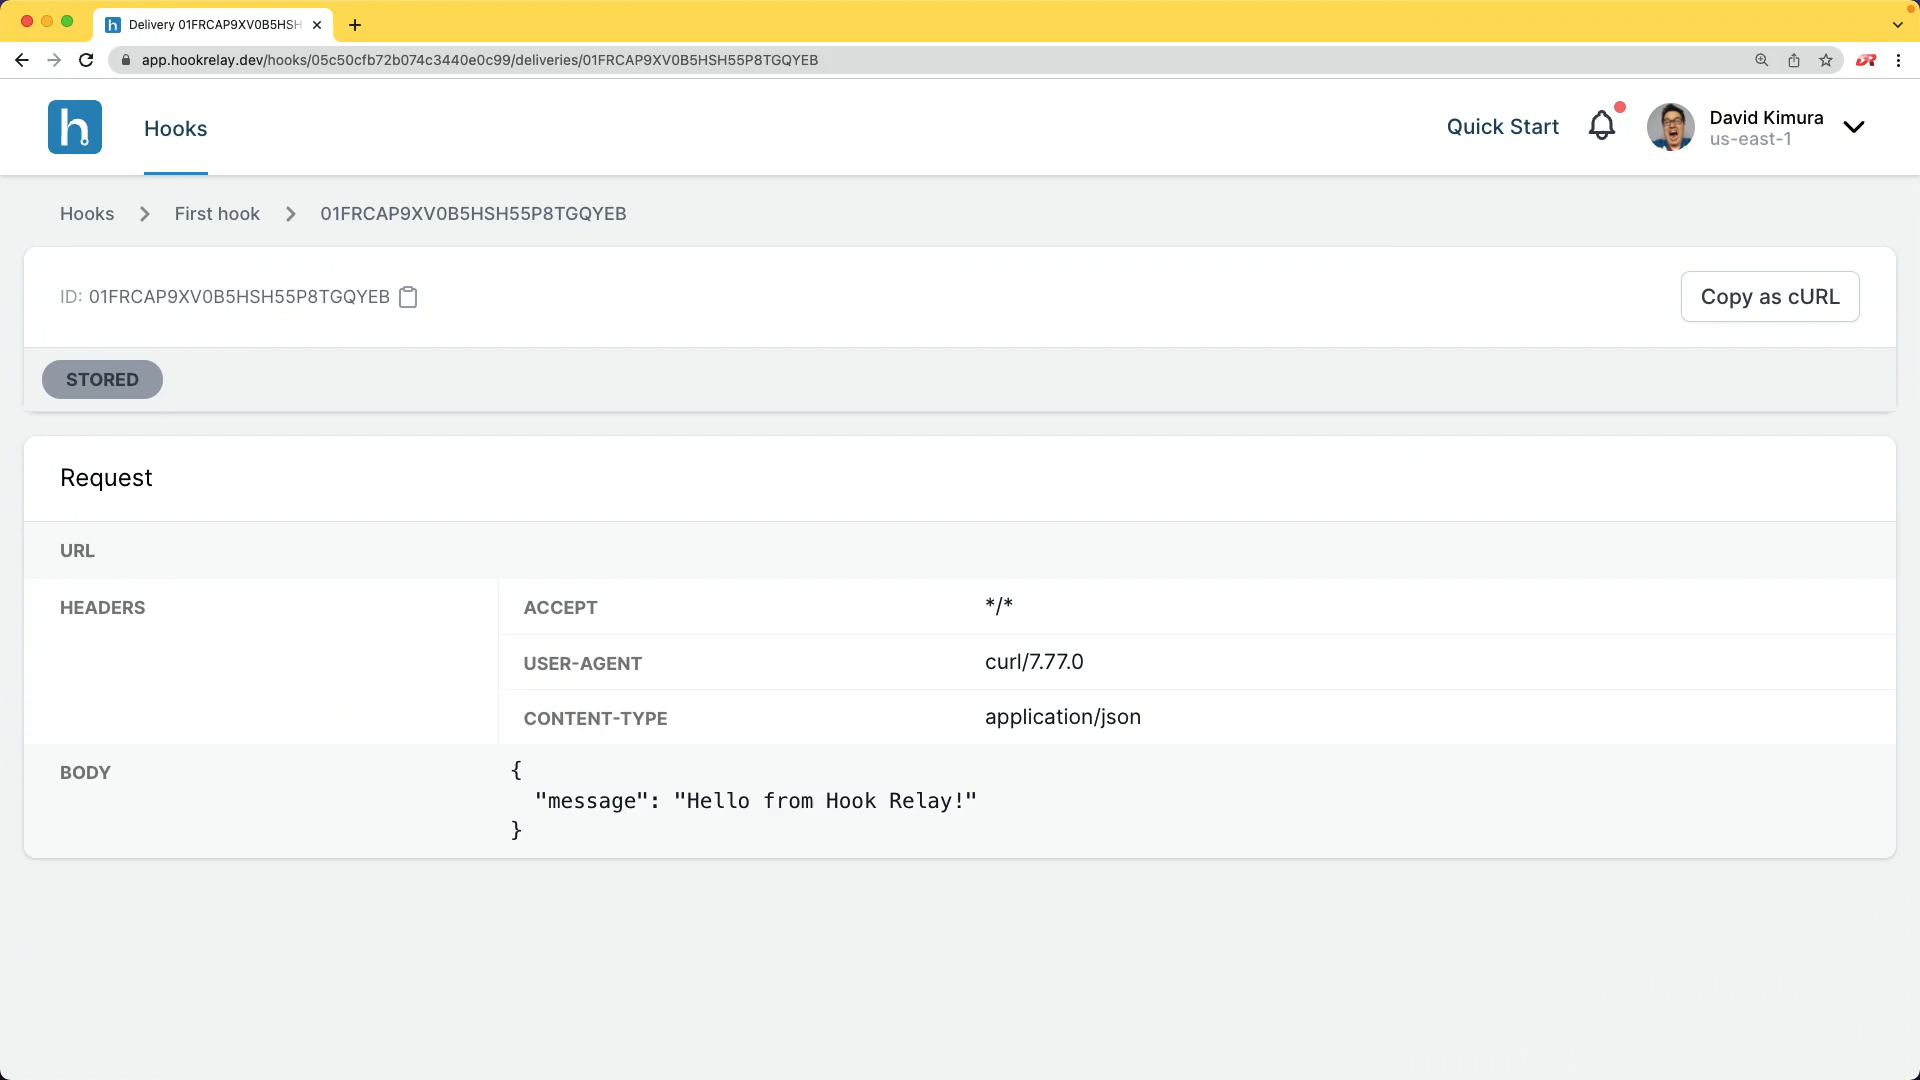 Delivery 01FRCAP9XV0B5HSH
app.hookrelay.dev/hooks/05c50cfb72b074c3440e0c99/deliveries/01FRCAP9XV0B5HSH55P8TGQYEB
h Hooks Quick Start David Kimura
us-east-1
Hooks First hook 01FRCAP9XV0B5HSH55P8TGQYEB
ID: 01FRCAP9XV0B5HSH55P8TGQYEB Copy as cURL
STORED
Request
URL
HEADERS ACCEPT */*
USER-AGENT curl/7.77.0
CONTENT-TYPE application/json
BODY {
"message": "Hello from Hook Relay!"
}